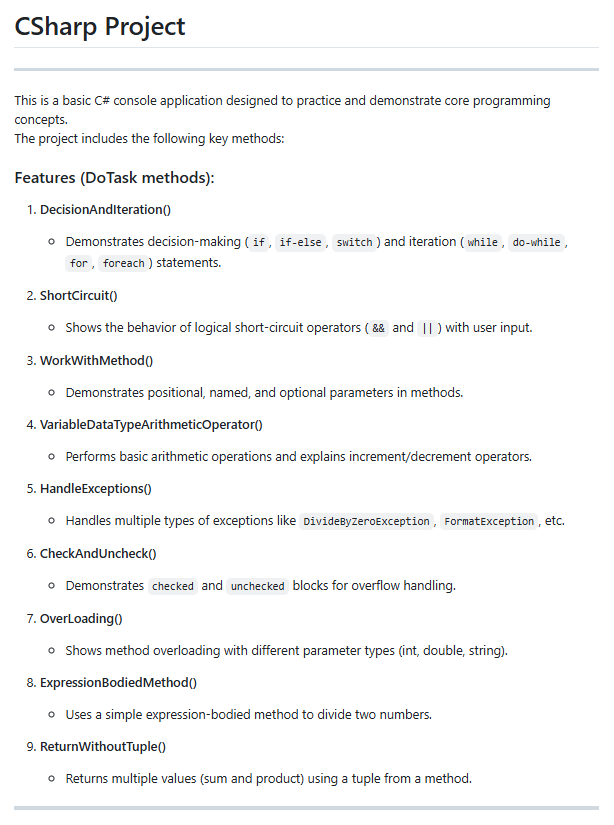 CSharp Project
This is a basic C# console application designed to practice and demonstrate core programming
concepts.
The project includes the following key methods:
Features (DoTask methods):
1. DecisionAndIteration()
Demonstrates decision-making ( if , if-else , switch ) and iteration ( while , do-while ,
for , foreach ) statements.
2. ShortCircuit()
Shows the behavior of logical short-circuit operators ( && and || ) with user input.
3. WorkWithMethod()
Demonstrates positional, named, and optional parameters in methods.
4. VariableDataTypeArithmeticOperator()
Performs basic arithmetic operations and explains increment/decrement operators.
5. HandleExceptions()
Handles multiple types of exceptions like DivideByZeroException , FormatException , etc.
6. CheckAndUncheck()
Demonstrates checked and unchecked blocks for overflow handling.
7. OverLoading()
Shows method overloading with different parameter types (int, double, string).
8. ExpressionBodiedMethod()
Uses a simple expression-bodied method to divide two numbers.
9. ReturnWithoutTuple()
Returns multiple values (sum and product) using a tuple from a method.